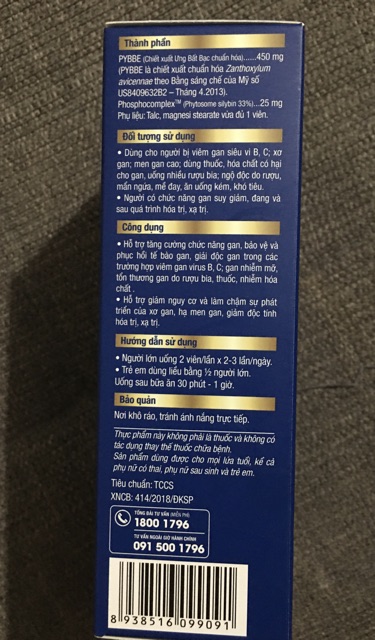 Thành phần
PYBBE (Chiết xuất Ưng Bất Bạc chuẩn hóa)......450 mg
(PYBBE là chiết xuất chuẩn hóa Zanthoxylum
avicennae theo Bằng sáng chế của Mỹ số
US8409632B2 – Tháng 4.2013).
Phosphocomplex™ (Phytosome silybin 33%)...25 mg
Phụ liệu: Talc, magnesi stearate vừa đủ 1 viên.
Đối tượng sử dụng
• Dùng cho người bị viêm gan siêu vi B, C; xơ
gan; men gan cao; dùng thuốc, hóa chất có hại
cho gan, uống nhiều rượu bia; ngộ độc do rượu,
mẩn ngứa, mề đay, ăn uống kém, khó tiêu.
• Người có chức năng gan suy giảm, đang và
sau quá trình hóa trị, xạ trị.
Công dụng
• Hỗ trợ tăng cường chức năng gan, bảo vệ và
phục hồi tế bào gan, giải độc gan trong các
trường hợp viêm gan virus B, C; gan nhiễm mỡ,
tổn thương gan do rượu bia, thuốc, nhiễm hóa
chất .
• Hỗ trợ giảm nguy cơ và làm chậm sự phát
triển của xơ gan, hạ men gan, giảm độc tính
hóa trị, xạ trị.
Hướng dẫn sử dụng
• Người lớn uống 2 viên/lần x 2-3 lần/ngày.
• Trẻ em dùng liều bằng ½ người lớn.
Uống sau bữa ăn 30 phút - 1 giờ.
Bảo quản
Nơi khô ráo, tránh ánh nắng trực tiếp.
Thực phẩm này không phải là thuốc và không có
tác dụng thay thế thuốc chữa bệnh.
Sản phẩm dùng được cho mọi lứa tuổi, kể cả
phụ nữ có thai, phụ nữ sau sinh và trẻ em.
Tiêu chuẩn: TCCS
XNCB: 414/2018/ĐKSP
TỔNG ĐÀI TƯ VẤN (MIỄN PHÍ)
1800 1796
TƯ VẤN NGOÀI GIỜ HÀNH CHÍNH
091 500 1796
8 938516 099091